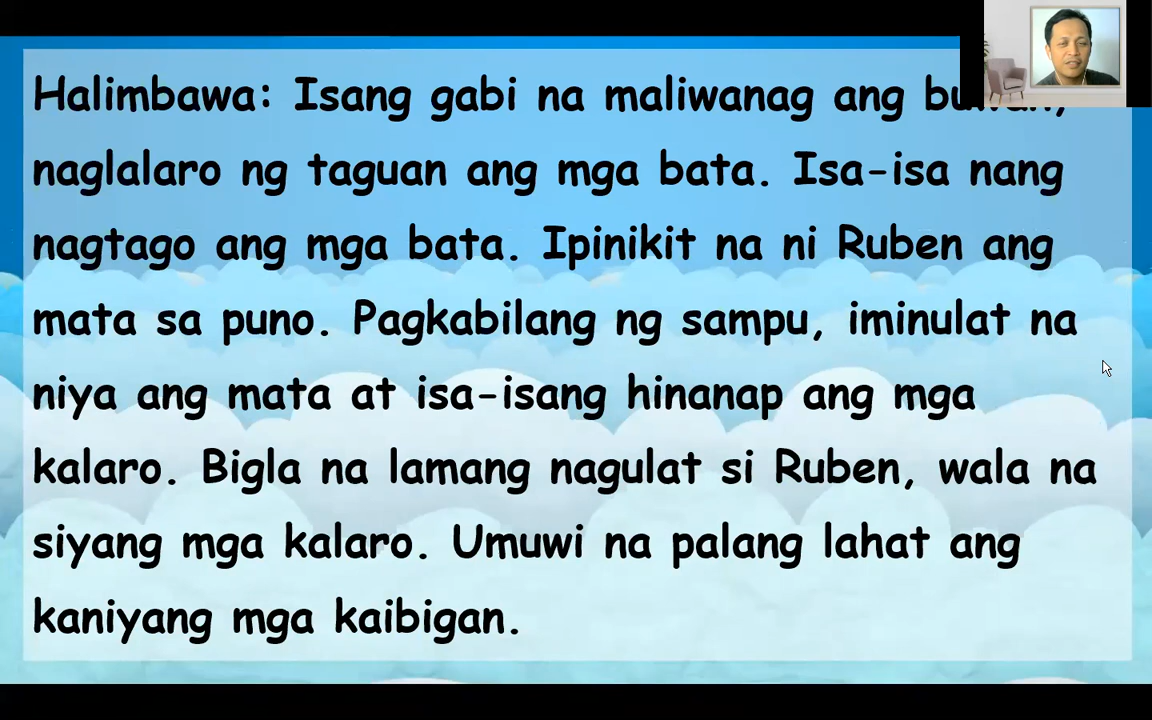 Halimbawa: Isang gabi na maliwanag ang
naglalaro ng taguan ang mga bata. Isa-isa nang
nagtago ang mga bata. Ipinikit na ni Ruben ang
mata sa puno. Pagkabilang ng sampu, iminulat na
niya ang mata at isa-isang hinanap ang mga
kalaro. Bigla na lamang nagulat si Ruben, wala na
siyang mga kalaro. Umuwi na palang lahat ang
kaniyang mga kaibigan.